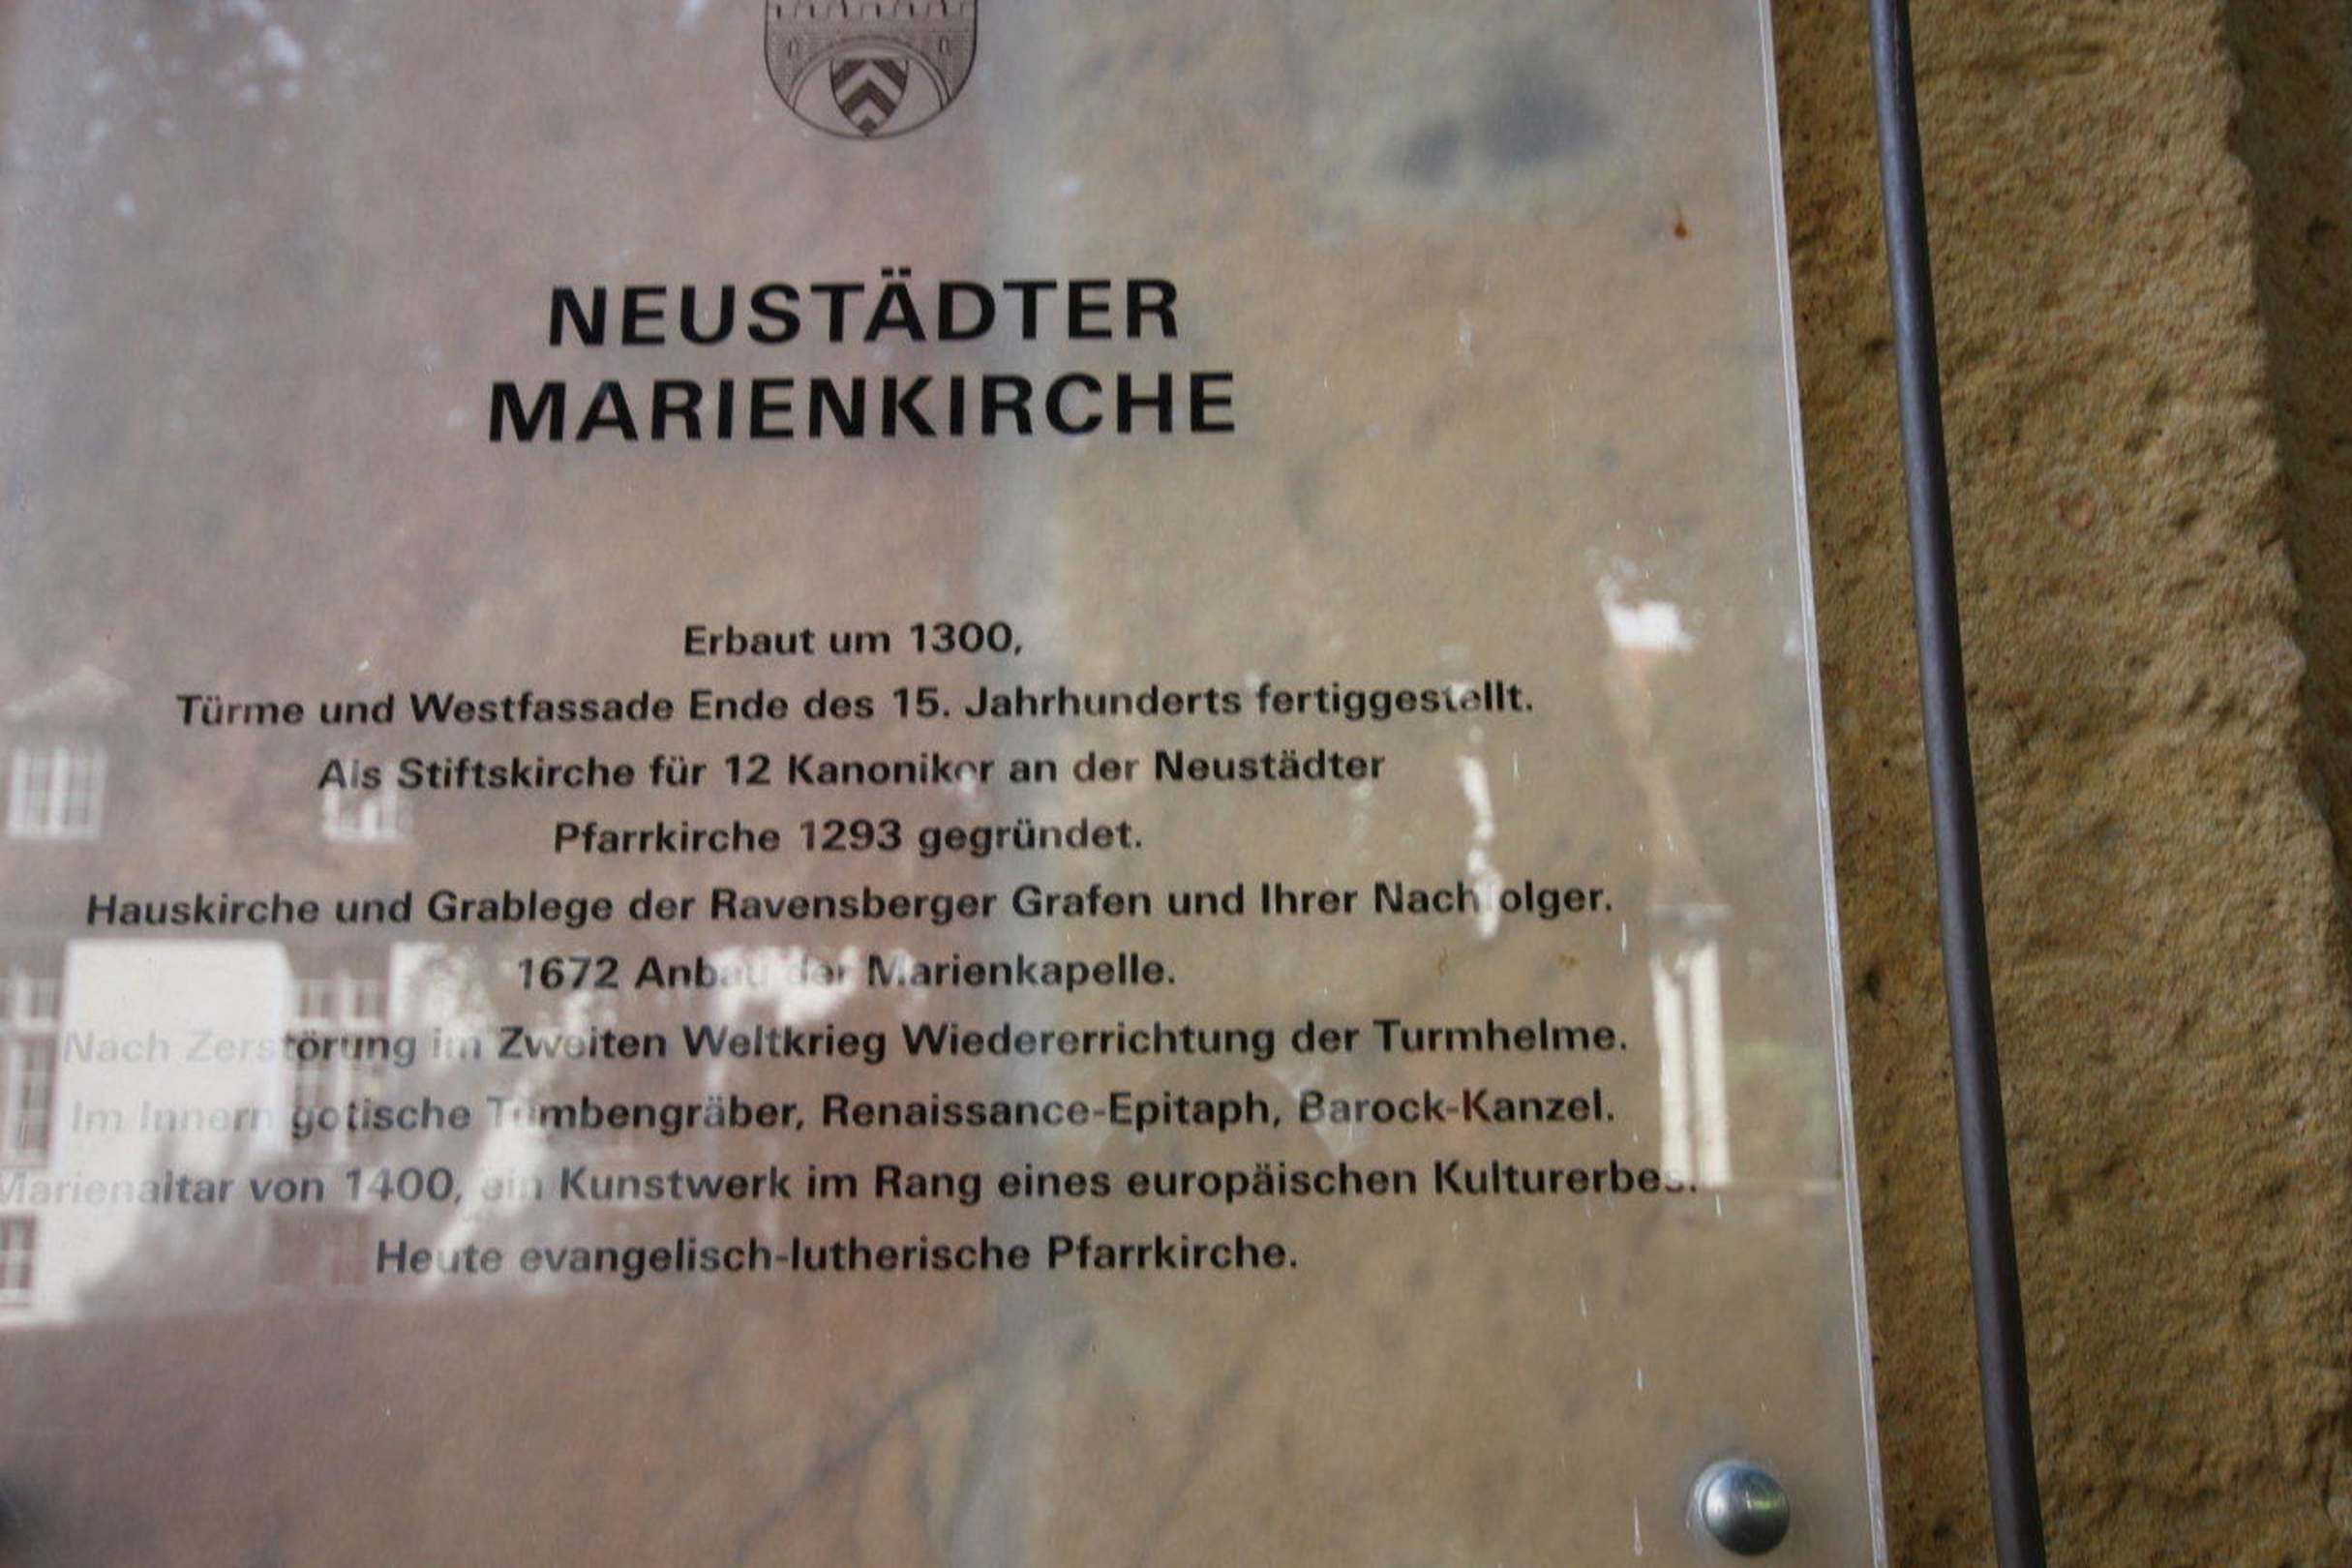 NEUSTÄDTER
MARIENKIRCHE
Erbaut um 1300,
Türme und Westfassade Ende des 15. Jahrhunderts fertiggestellt.
Als Stiftskirche für 12 Kanoniker an der Neustädter
Pfarrkirche 1293 gegründet.
Hauskirche und Grablege der Ravensberger Grafen und Ihrer Nachfolger.
1672 Anbau der Marienkapelle.
Nach Zerstörung im Zweiten Weltkrieg Wiedererrichtung der Turmhelme.
Im Innern gotische Tumbengräber, Renaissance-Epitaph, Barock-Kanzel.
Marienaltar von 1400, ein Kunstwerk im Rang eines europäischen Kulturerbes.
Heute evangelisch-lutherische Pfarrkirche.